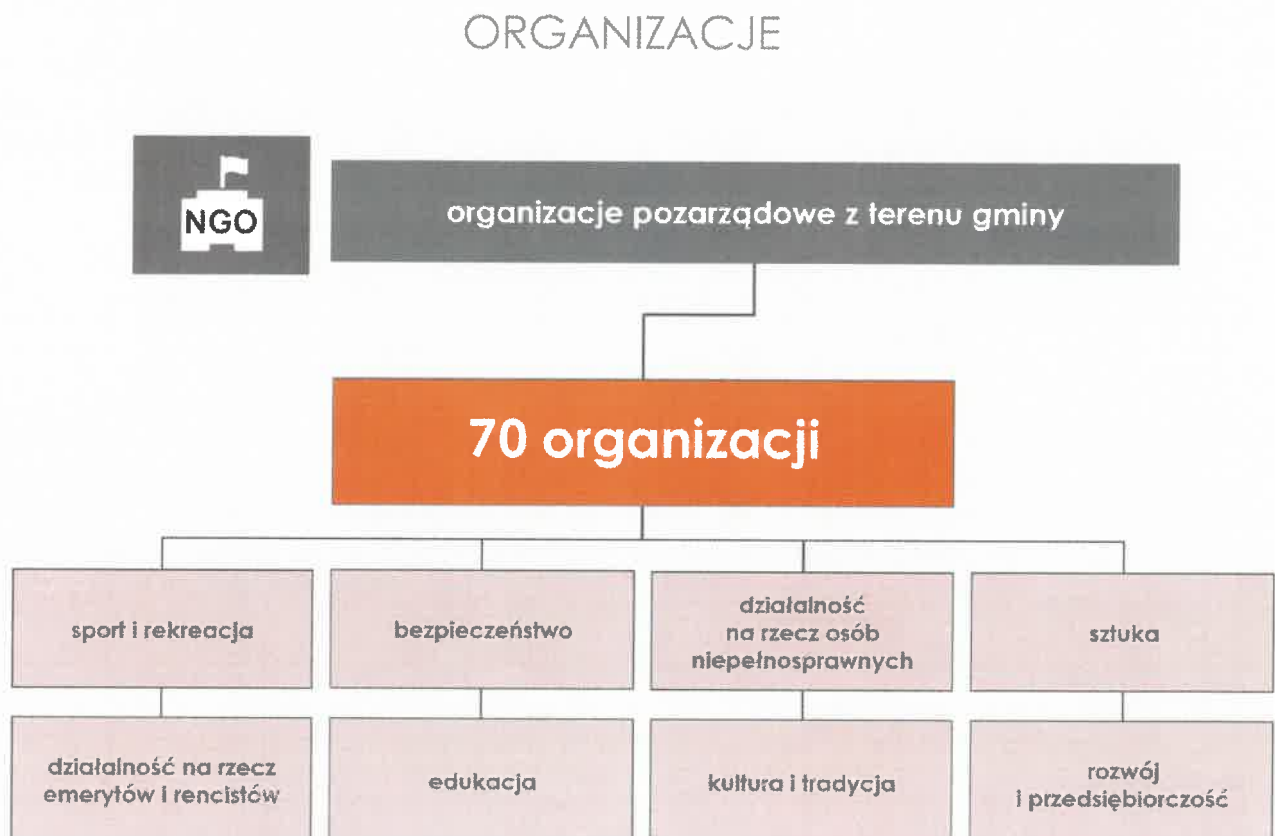 ORGANIZACJE
NGO
organizacje pozarządowe z terenu gminy
70 organizacji
sport i rekreacja
bezpieczeństwo
działalność
na rzecz osób
niepełnosprawnych
sztuka
działalność na rzecz
emerytów i rencistów
edukacja
kultura i tradycja
rozwój
i przedsiębiorczość